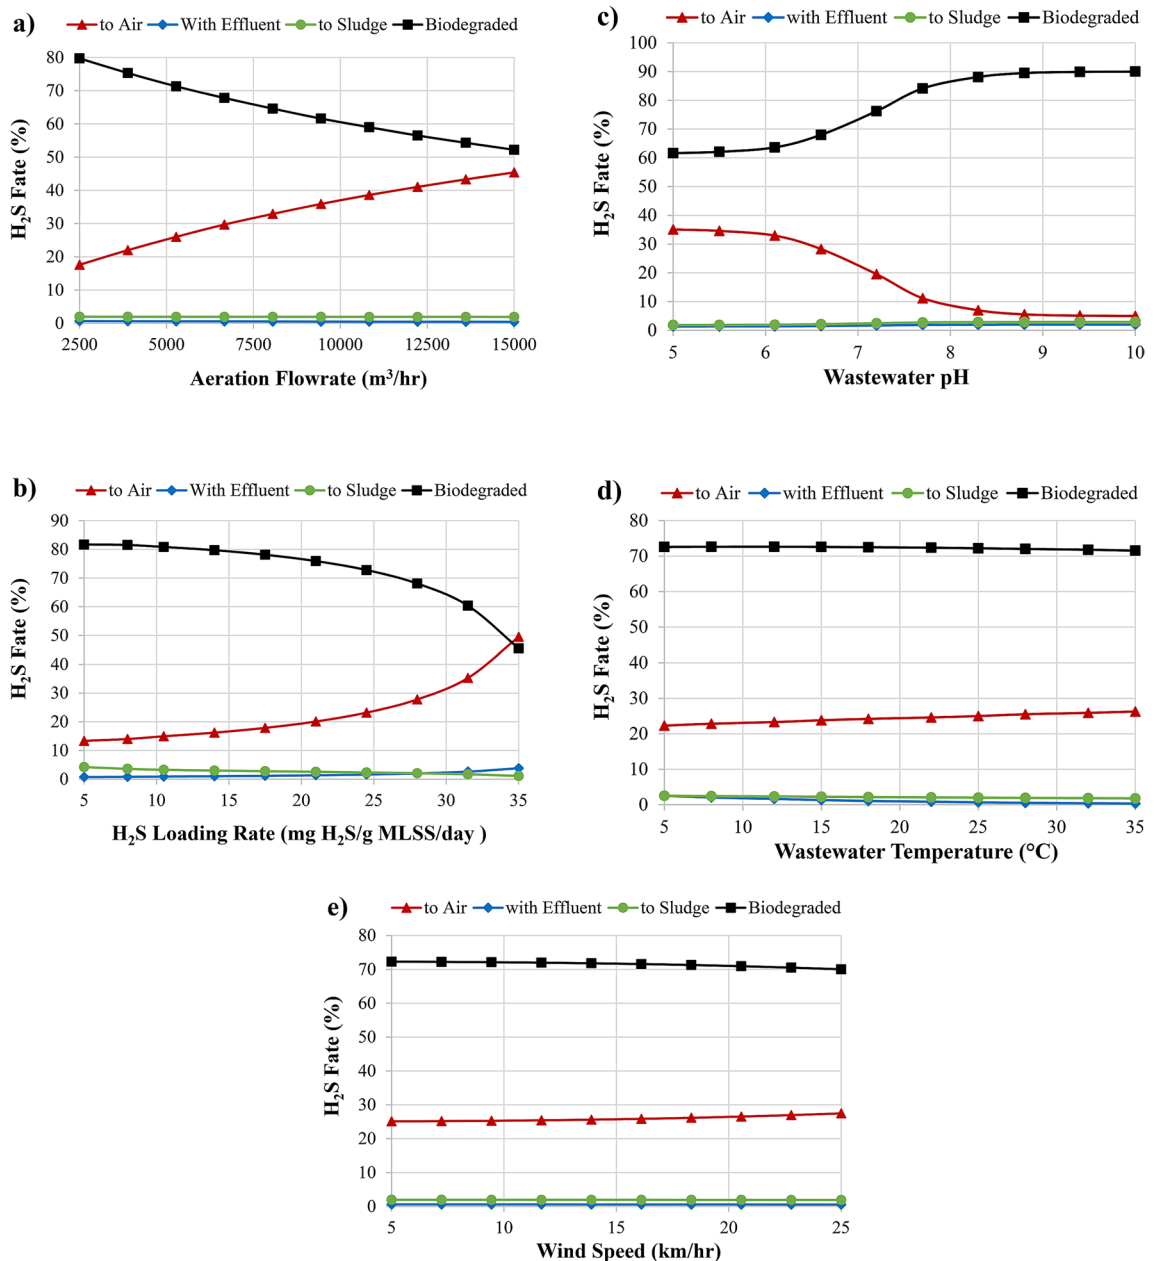 a)
to Air With Effluent to Sludge Biodegraded
H₂S Fate (%)
80
70
60
50
40
30
20
10
0
2500 5000 7500 10000 12500 15000
Aeration Flowrate (m³/hr)
c)
to Air with Effluent to Sludge Biodegraded
H₂S Fate (%)
100
90
80
70
60
50
40
30
20
10
0
5 6 7 8 9 10
Wastewater pH
b)
to Air With Effluent to Sludge Biodegraded
H₂S Fate (%)
90
80
70
60
50
40
30
20
10
0
5 10 15 20 25 30 35
H₂S Loading Rate (mg H₂S/g MLSS/day )
d)
to Air with Effluent to Sludge Biodegraded
H₂S Fate (%)
80
70
60
50
40
30
20
10
0
5 10 15 20 25 30 35
Wastewater Temperature (°C)
e)
to Air with Effluent to Sludge Biodegraded
H₂S Fate (%)
80
70
60
50
40
30
20
10
0
5 10 15 20 25
Wind Speed (km/hr)